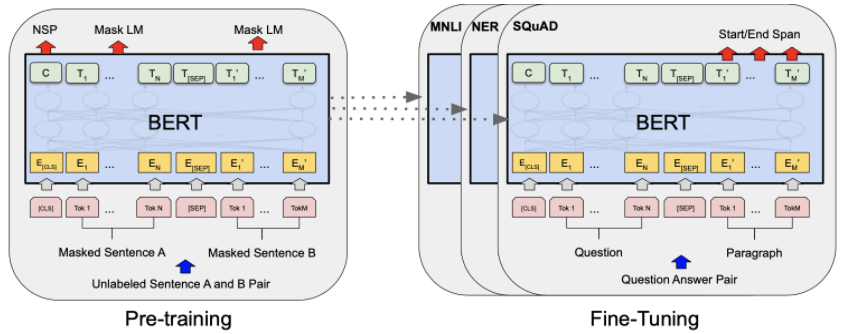 NSP Mask LM Mask LM
C T1 ... TN T[SEP] T1' ... TM'
BERT
E[CLS] E1 ... EN E[SEP] E1' ... EM'
[CLS] Tok 1 ... Tok N [SEP] Tok 1 ... TokM
Masked Sentence A Masked Sentence B
Unlabeled Sentence A and B Pair
Pre-training
MNLI NER SQuAD
Start/End Span
C T1 ... TN T[SEP] T1' ... TM'
BERT
E[CLS] E1 ... EN E[SEP] E1' ... EM'
[CLS] Tok 1 ... Tok N [SEP] Tok 1 ... TokM
Question Paragraph
Question Answer Pair
Fine-Tuning